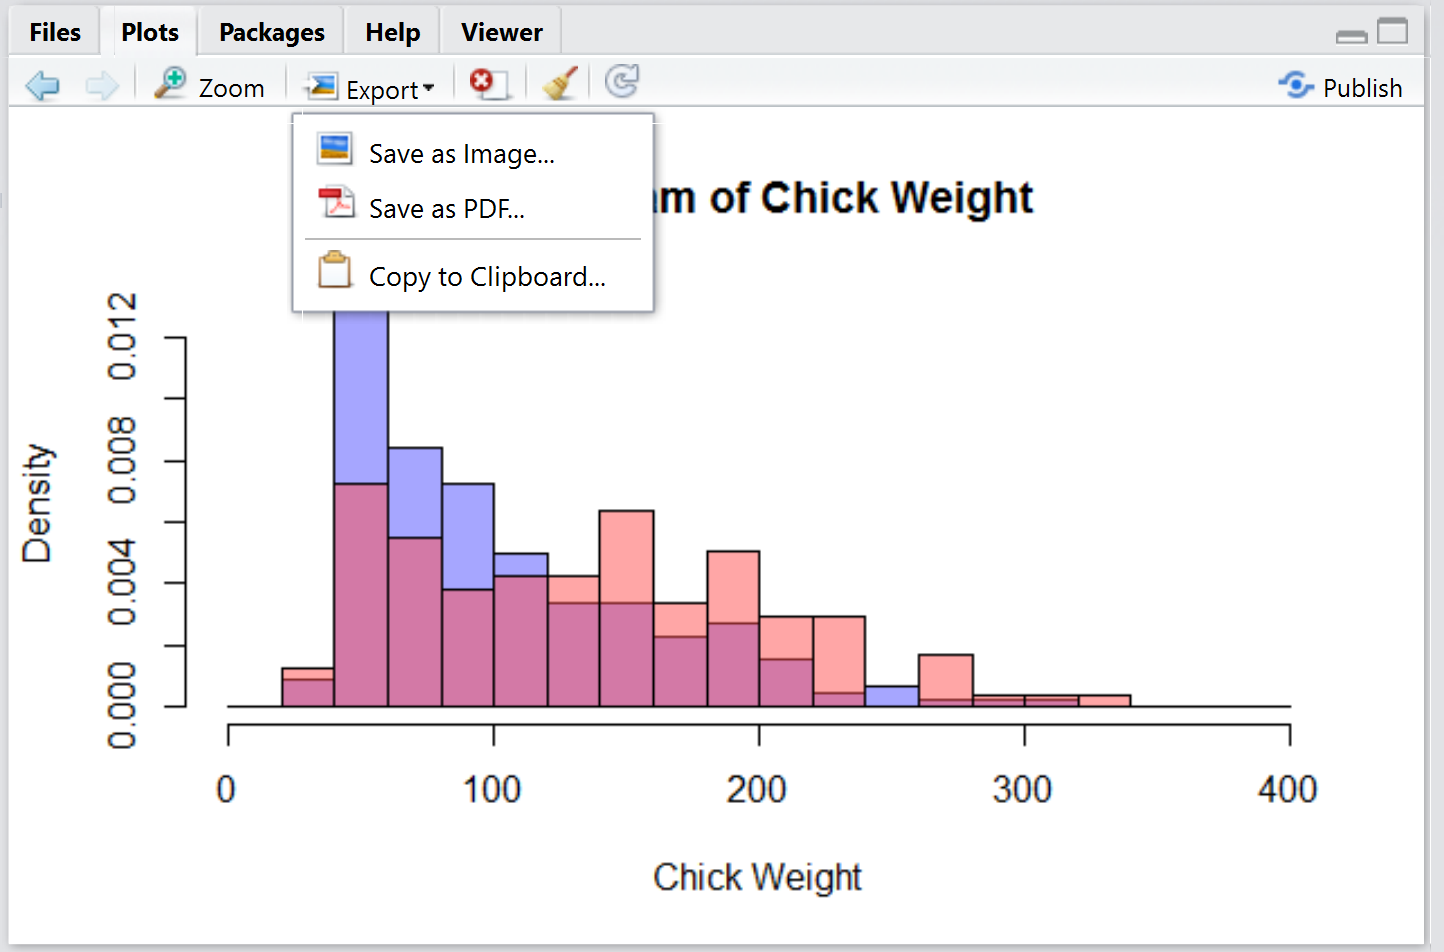 Files Plots Packages Help Viewer
Zoom Export Publish
Save as Image...
Save as PDF...
Copy to Clipboard...
of Chick Weight
Density
0.000 0.004 0.008 0.012
0 100 200 300 400
Chick Weight